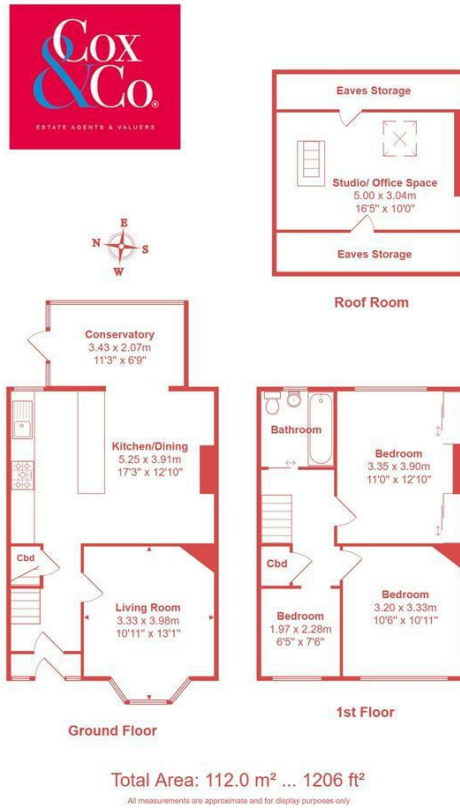 Cox
& Co.®
ESTATE AGENTS & VALUERS
Eaves Storage
Studio/ Office Space
5.00 x 3.04m
16'5" x 10'0"
Eaves Storage
Roof Room
E
N S
W
Conservatory
3.43 x 2.07m
11'3" x 6'9"
Kitchen/Dining
5.25 x 3.91m
17'3" x 12'10"
Cbd
Living Room
3.33 x 3.98m
10'11" x 13'1"
Ground Floor
Bathroom
Bedroom
3.35 x 3.90m
11'0" x 12'10"
Cbd
Bedroom
1.97 x 2.28m
6'5" x 7'6"
Bedroom
3.20 x 3.33m
10'6" x 10'11"
1st Floor
Total Area: 112.0 m² ... 1206 ft²
All measurements are approximate and for display purposes only